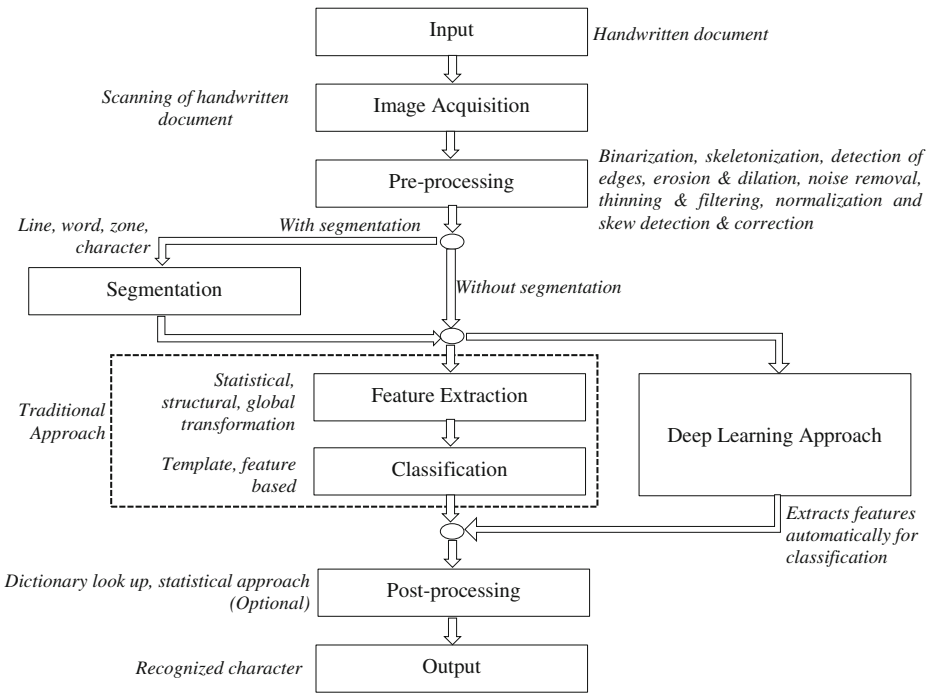 Input
Handwritten document
Scanning of handwritten
document
Image Acquisition
Pre-processing
Binarization, skeletonization, detection of
edges, erosion & dilation, noise removal,
thinning & filtering, normalization and
skew detection & correction
Line, word, zone,
character
With segmentation
Segmentation
Without segmentation
Traditional
Approach
Statistical,
structural, global
transformation
Feature Extraction
Template, feature
based
Classification
Deep Learning Approach
Extracts features
automatically for
classification
Dictionary look up, statistical approach
(Optional)
Post-processing
Recognized character
Output